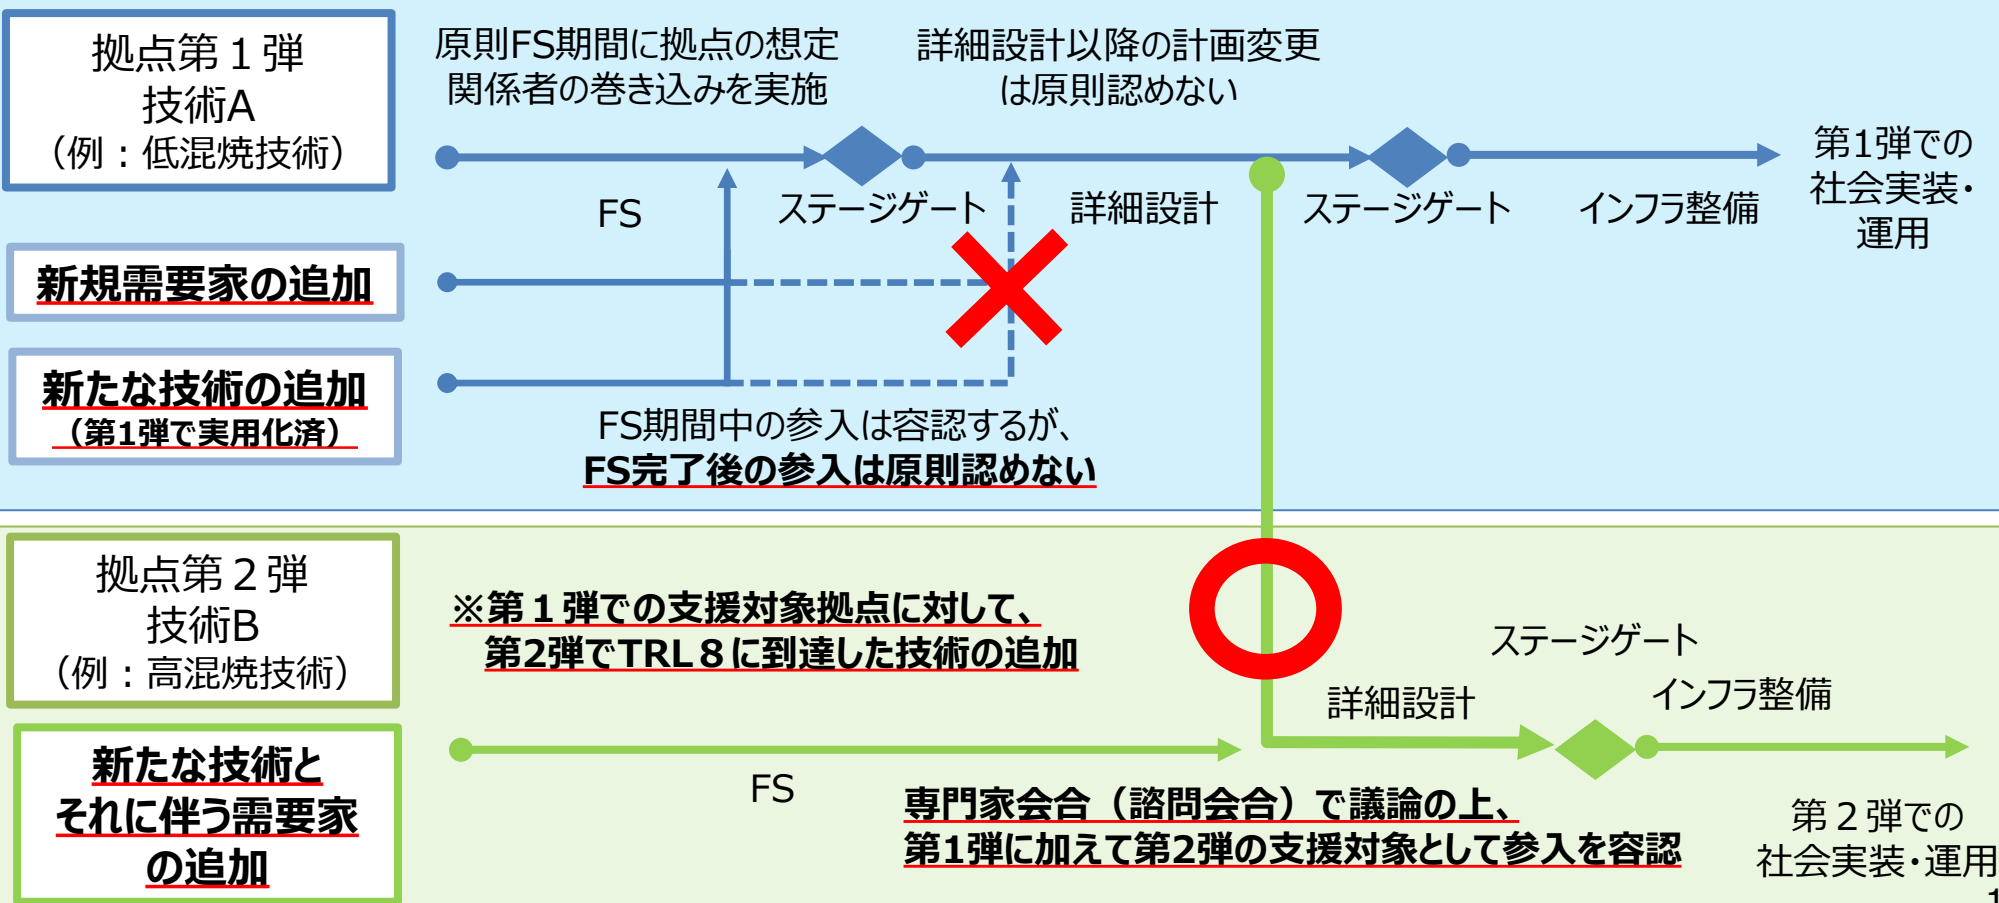 拠点第１弾
技術A
（例：低混焼技術）
原則FS期間に拠点の想定
関係者の巻き込みを実施
詳細設計以降の計画変更
は原則認めない
FS
ステージゲート
詳細設計
ステージゲート
インフラ整備
第1弾での
社会実装・
運用
新規需要家の追加
新たな技術の追加
（第1弾で実用化済）
FS期間中の参入は容認するが、
FS完了後の参入は原則認めない
拠点第２弾
技術B
（例：高混焼技術）
※第１弾での支援対象拠点に対して、
第2弾でTRL８に到達した技術の追加
ステージゲート
詳細設計
インフラ整備
新たな技術と
それに伴う需要家
の追加
FS
専門家会合（諮問会合）で議論の上、
第1弾に加えて第2弾の支援対象として参入を容認
第２弾での
社会実装・運用